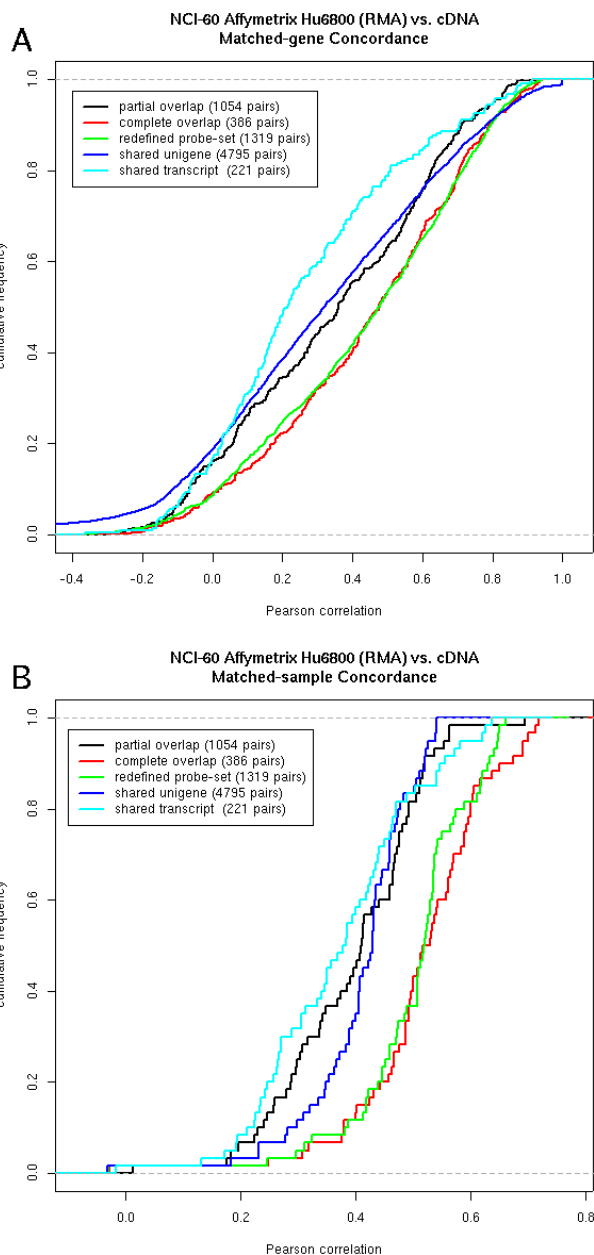 A
NCI-60 Affymetrix Hu6800 (RMA) vs. cDNA
Matched-gene Concordance
partial overlap (1054 pairs)
complete overlap (386 pairs)
redefined probe-set (1319 pairs)
shared unigene (4795 pairs)
shared transcript (221 pairs)
cumulative frequency
1.0
0.8
0.6
0.4
0.2
0.0
-0.4 -0.2 0.0 0.2 0.4 0.6 0.8 1.0
Pearson correlation
B
NCI-60 Affymetrix Hu6800 (RMA) vs. cDNA
Matched-sample Concordance
partial overlap (1054 pairs)
complete overlap (386 pairs)
redefined probe-set (1319 pairs)
shared unigene (4795 pairs)
shared transcript (221 pairs)
cumulative frequency
1.0
0.8
0.6
0.4
0.2
0.0
0.0 0.2 0.4 0.6 0.8
Pearson correlation